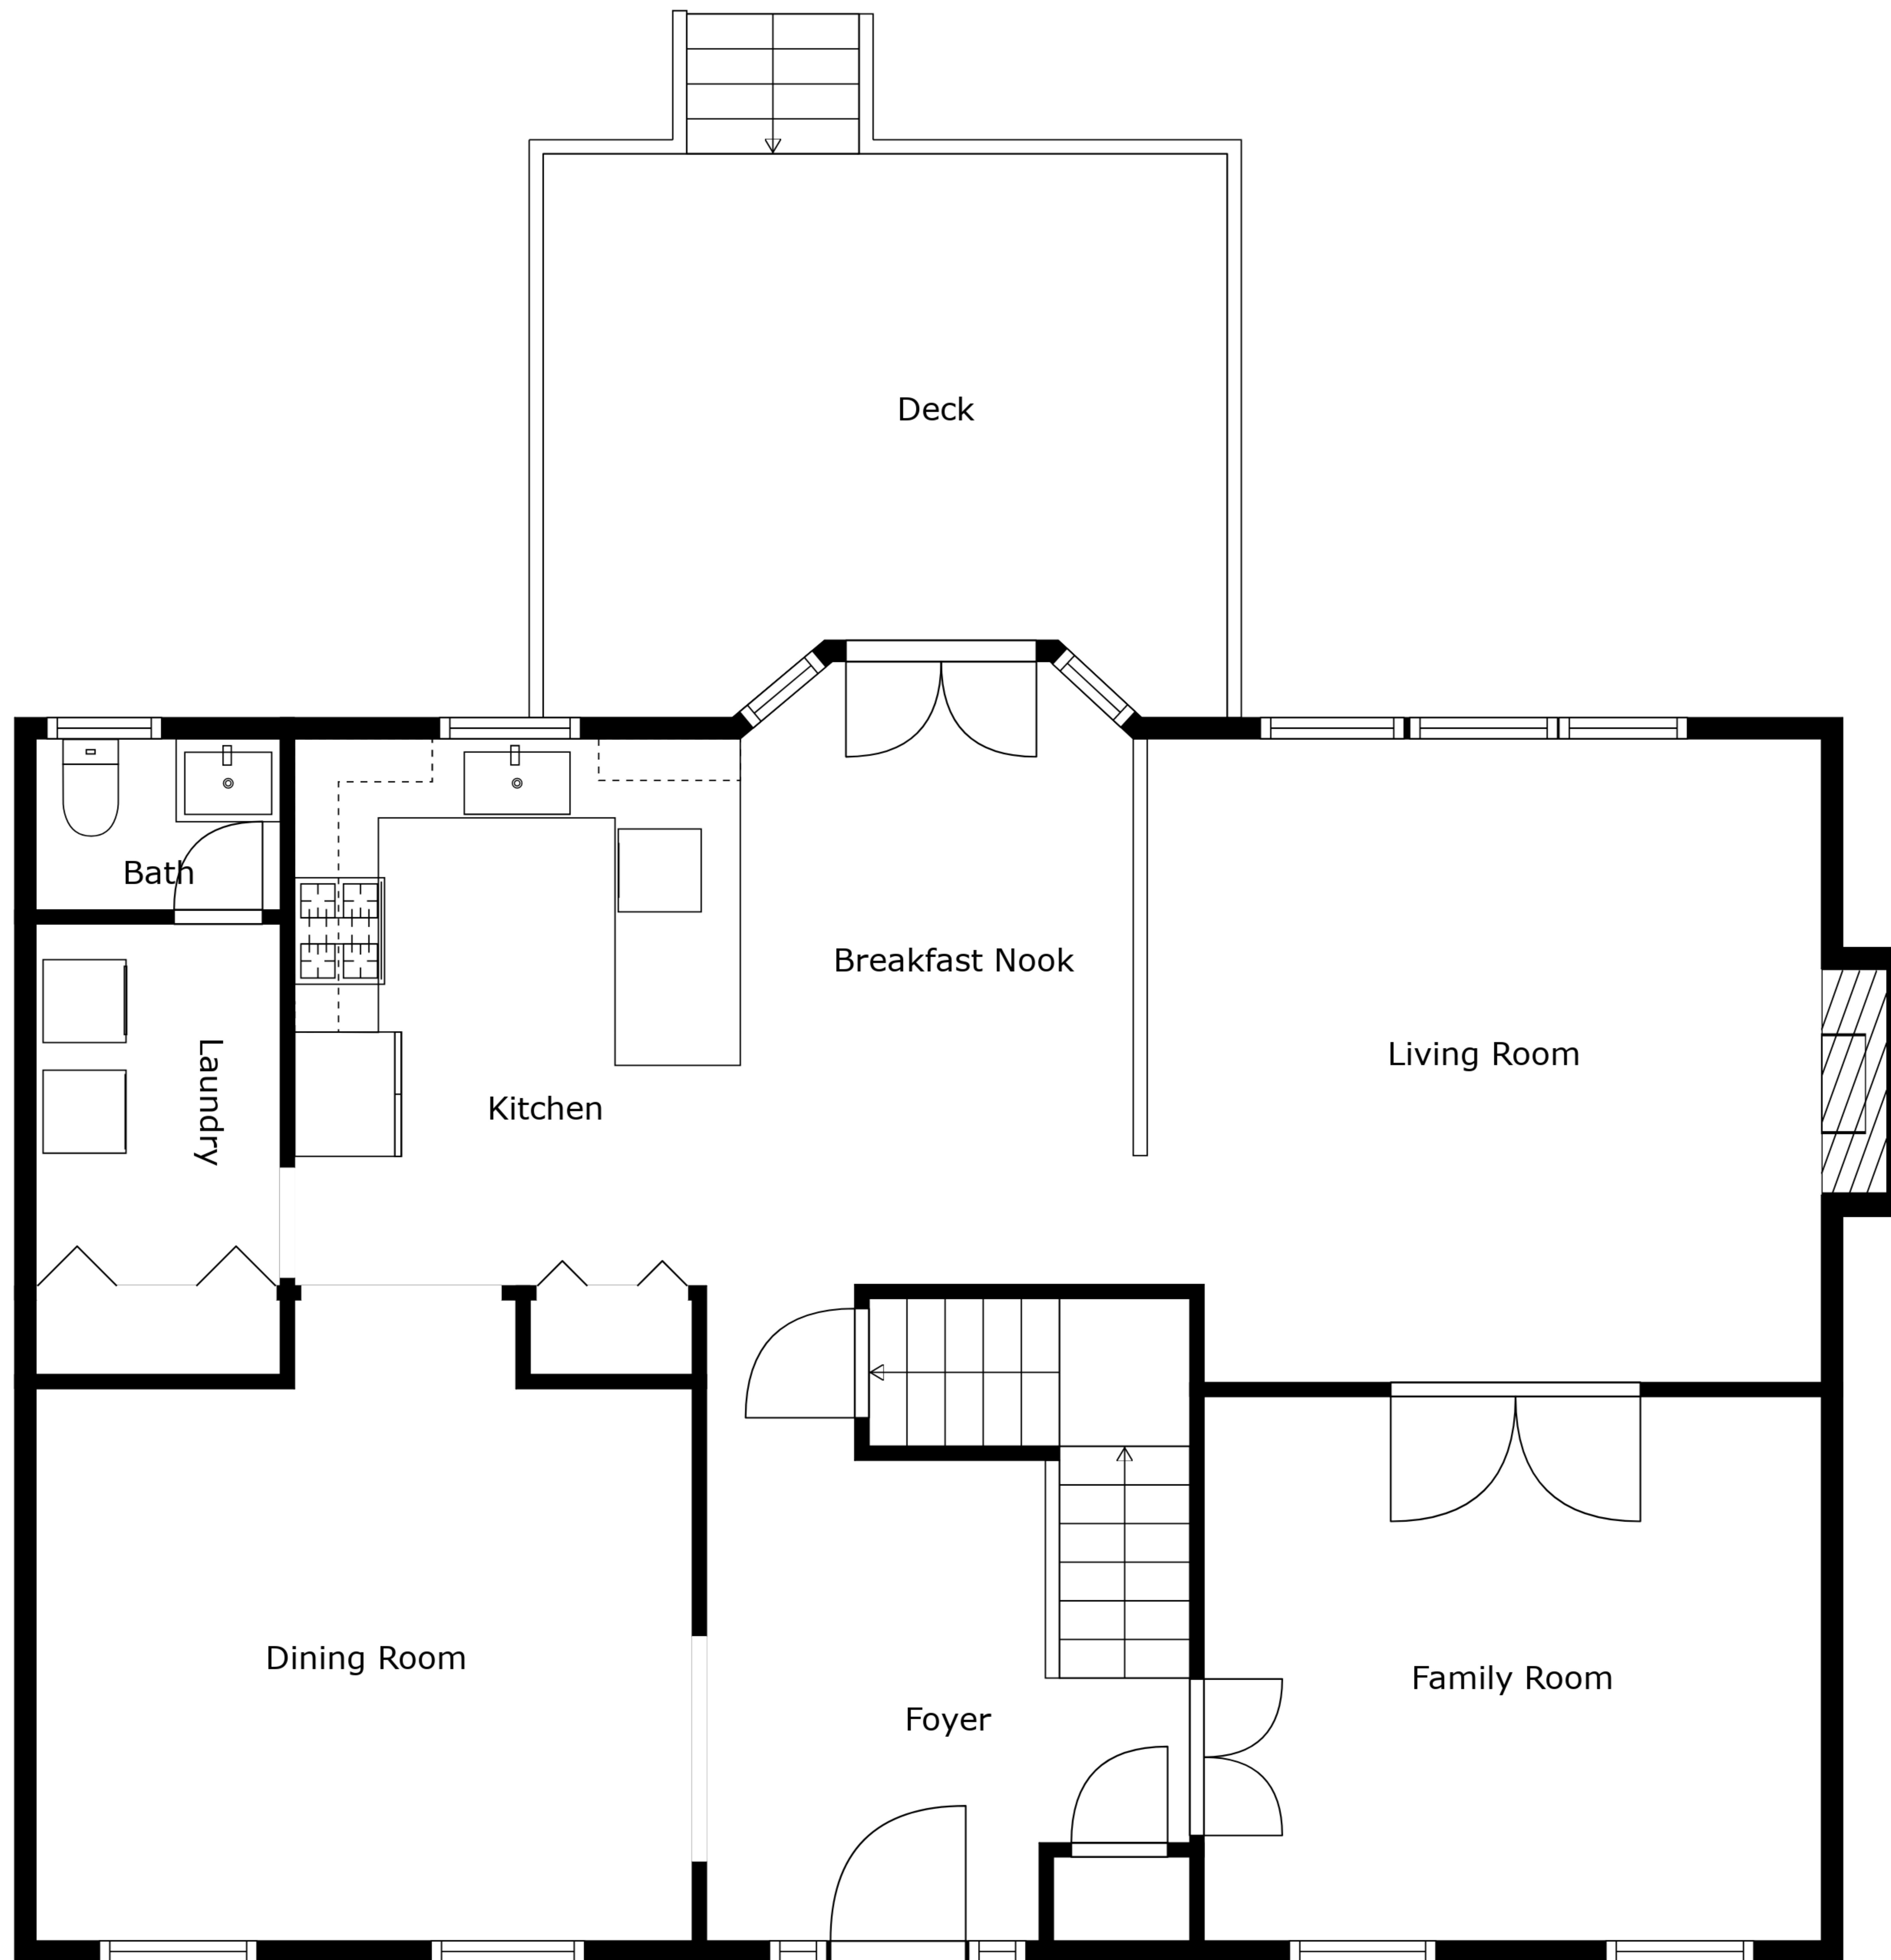 Deck
Bath
Breakfast Nook
Living Room
Laundry
Kitchen
Dining Room
Family Room
Foyer